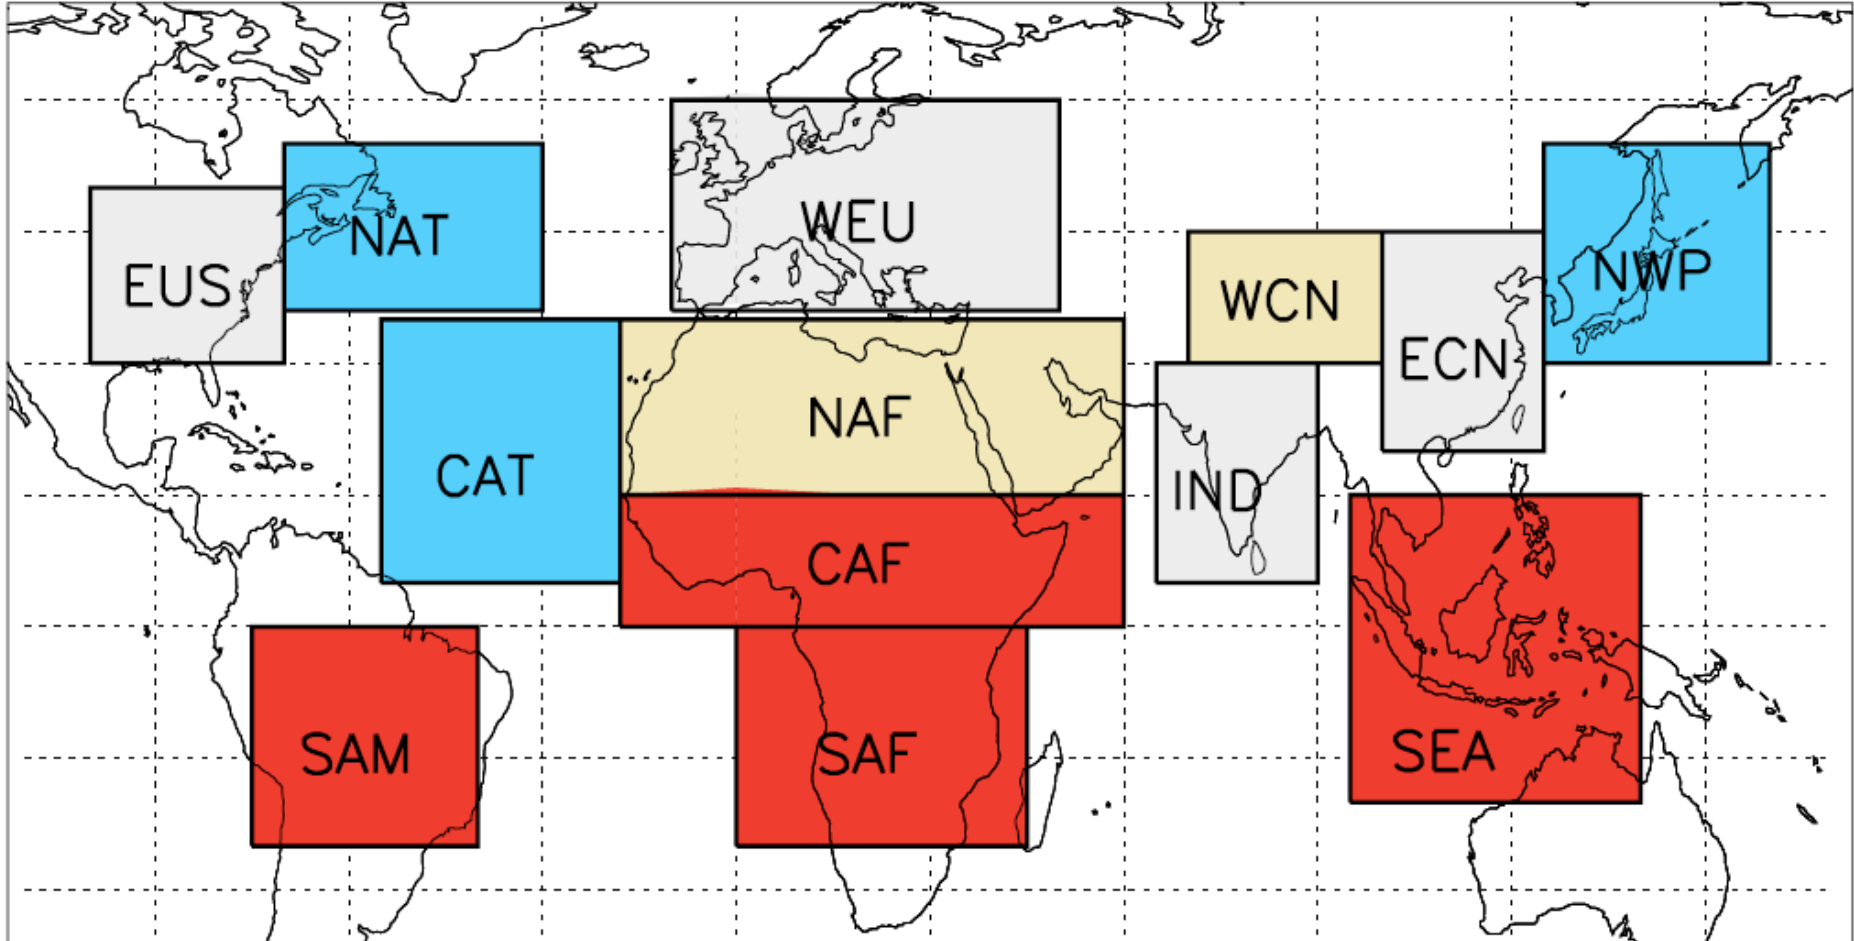 WEU
NAT
NWP
EUS
WCN
ECN
NAF
CAT
IND
CAF
SAM
SAF
SEA